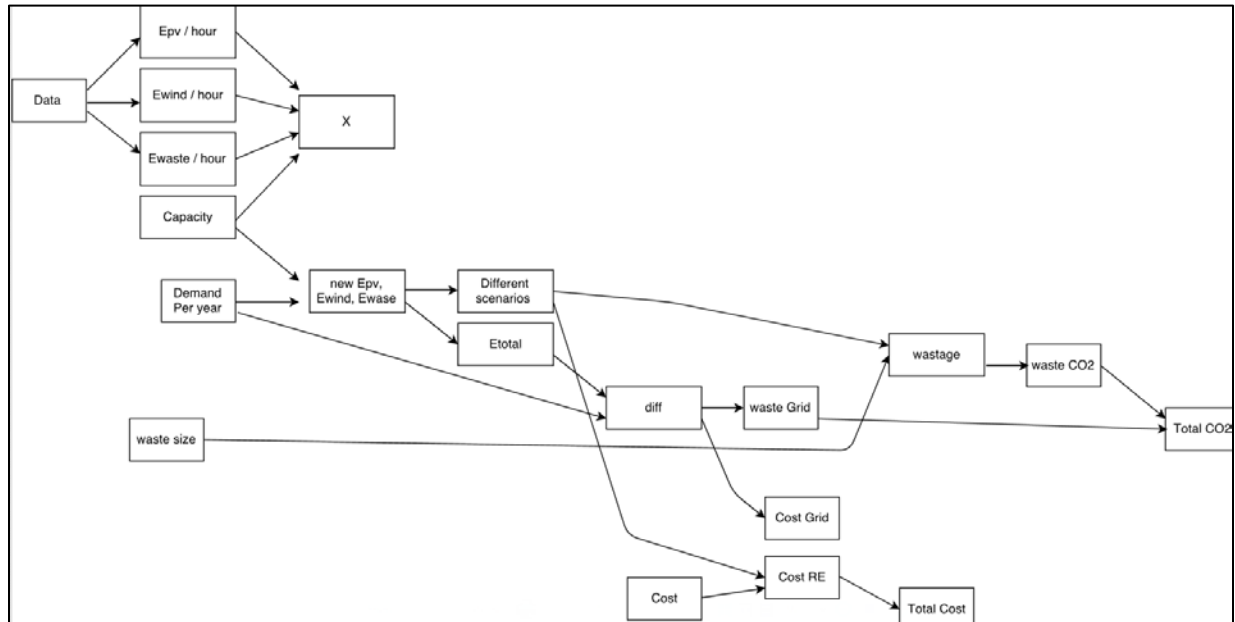 Epv / hour
Data
Ewind / hour
X
Ewaste / hour
Capacity
Demand
Per year
new Epv,
Ewind, Ewase
Different
scenarios
Etotal
wastage
waste CO2
diff
waste Grid
Total CO2
waste size
Cost Grid
Cost RE
Cost
Total Cost